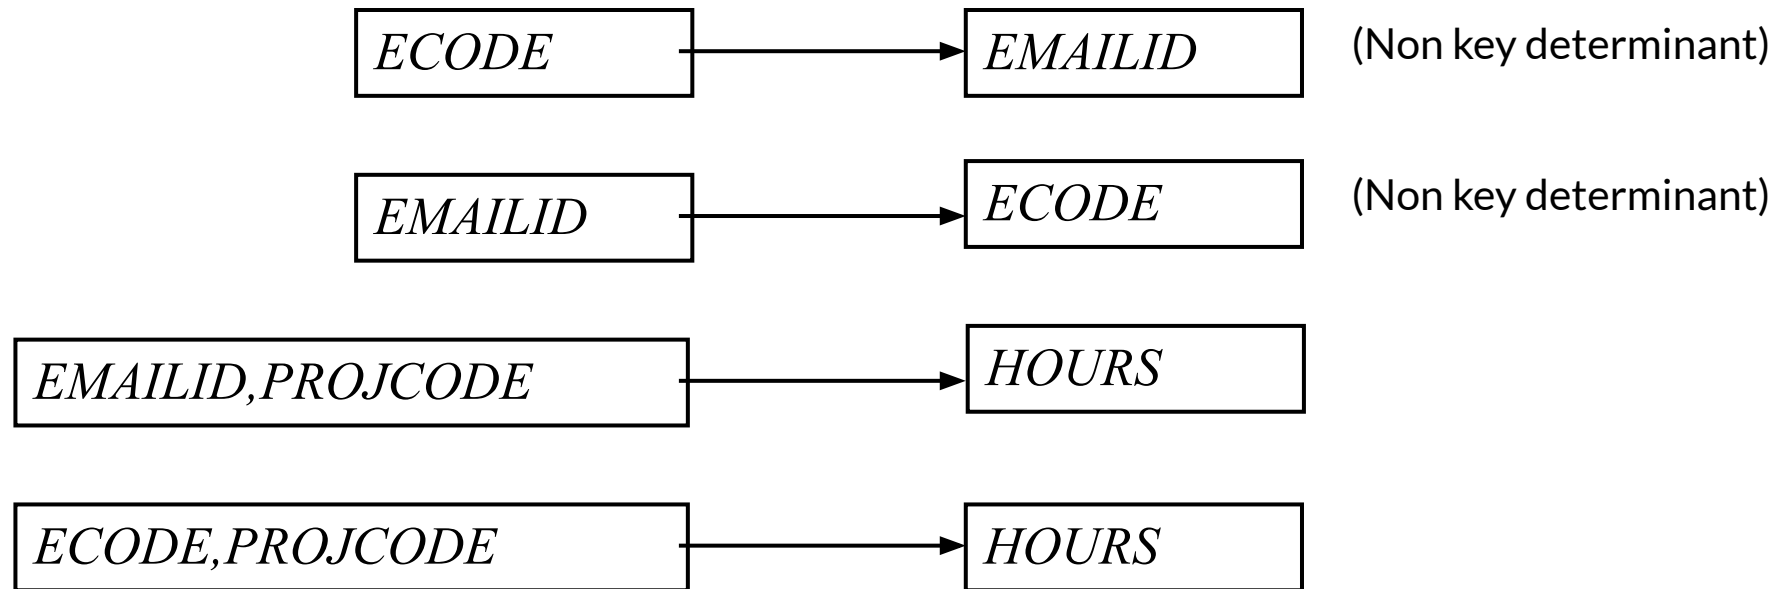 ECODE EMAILID (Non key determinant)
EMAILID ECODE (Non key determinant)
EMAILID,PROJCODE HOURS
ECODE,PROJCODE HOURS